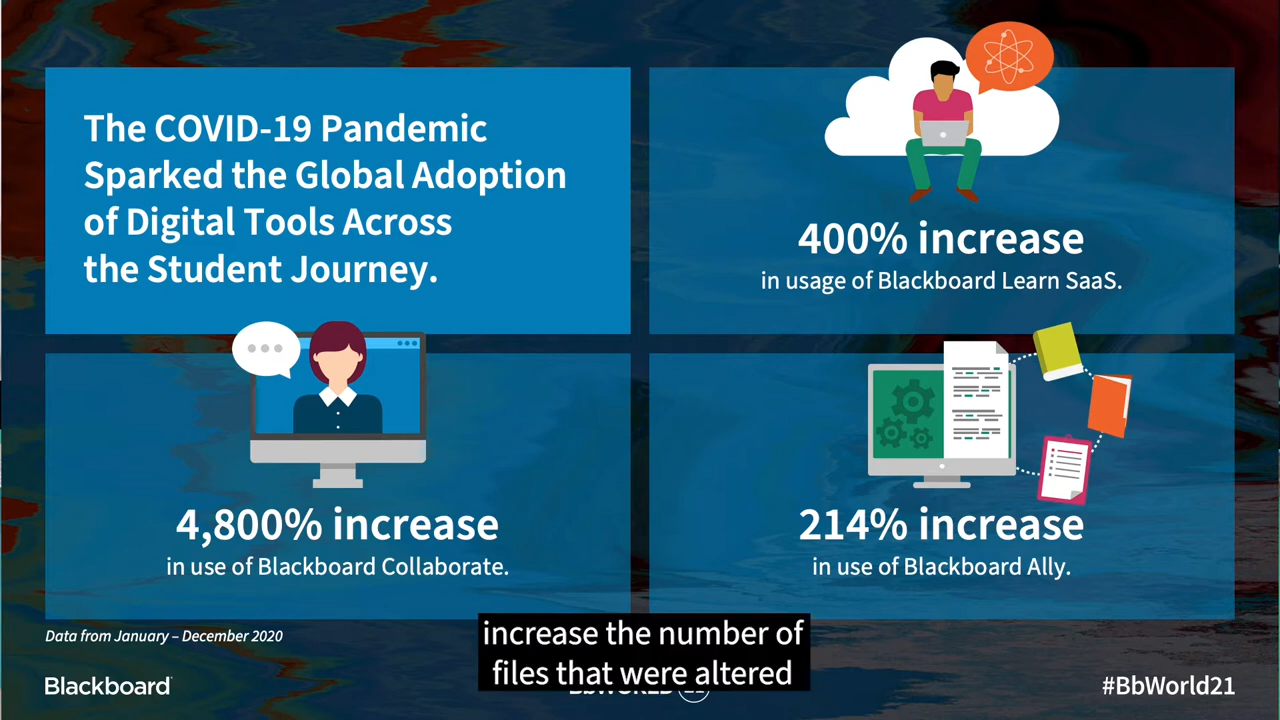 The COVID-19 Pandemic
Sparked the Global Adoption
of Digital Tools Across
the Student Journey.
400% increase
in usage of Blackboard Learn SaaS.
4,800% increase
in use of Blackboard Collaborate.
214% increase
in use of Blackboard Ally.
Data from January – December 2020
increase the number of
files that were altered
Blackboard
#BbWorld21